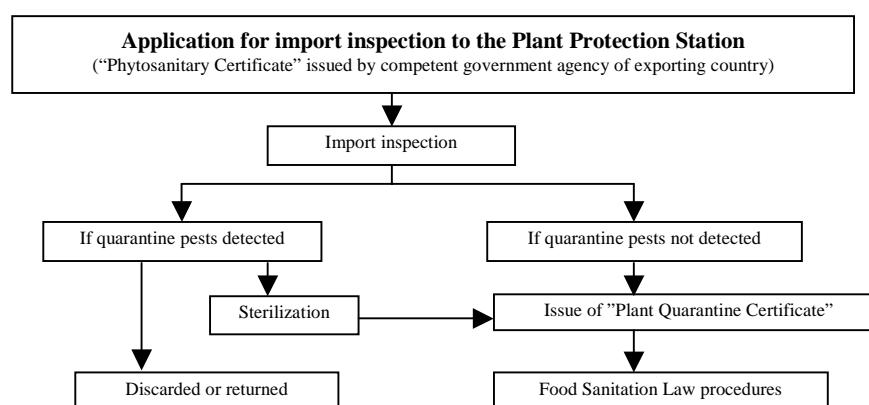 Application for import inspection to the Plant Protection Station
(“Phytosanitary Certificate” issued by competent government agency of exporting country)
Import inspection
If quarantine pests detected
If quarantine pests not detected
Sterilization
Issue of ”Plant Quarantine Certificate”
Discarded or returned
Food Sanitation Law procedures